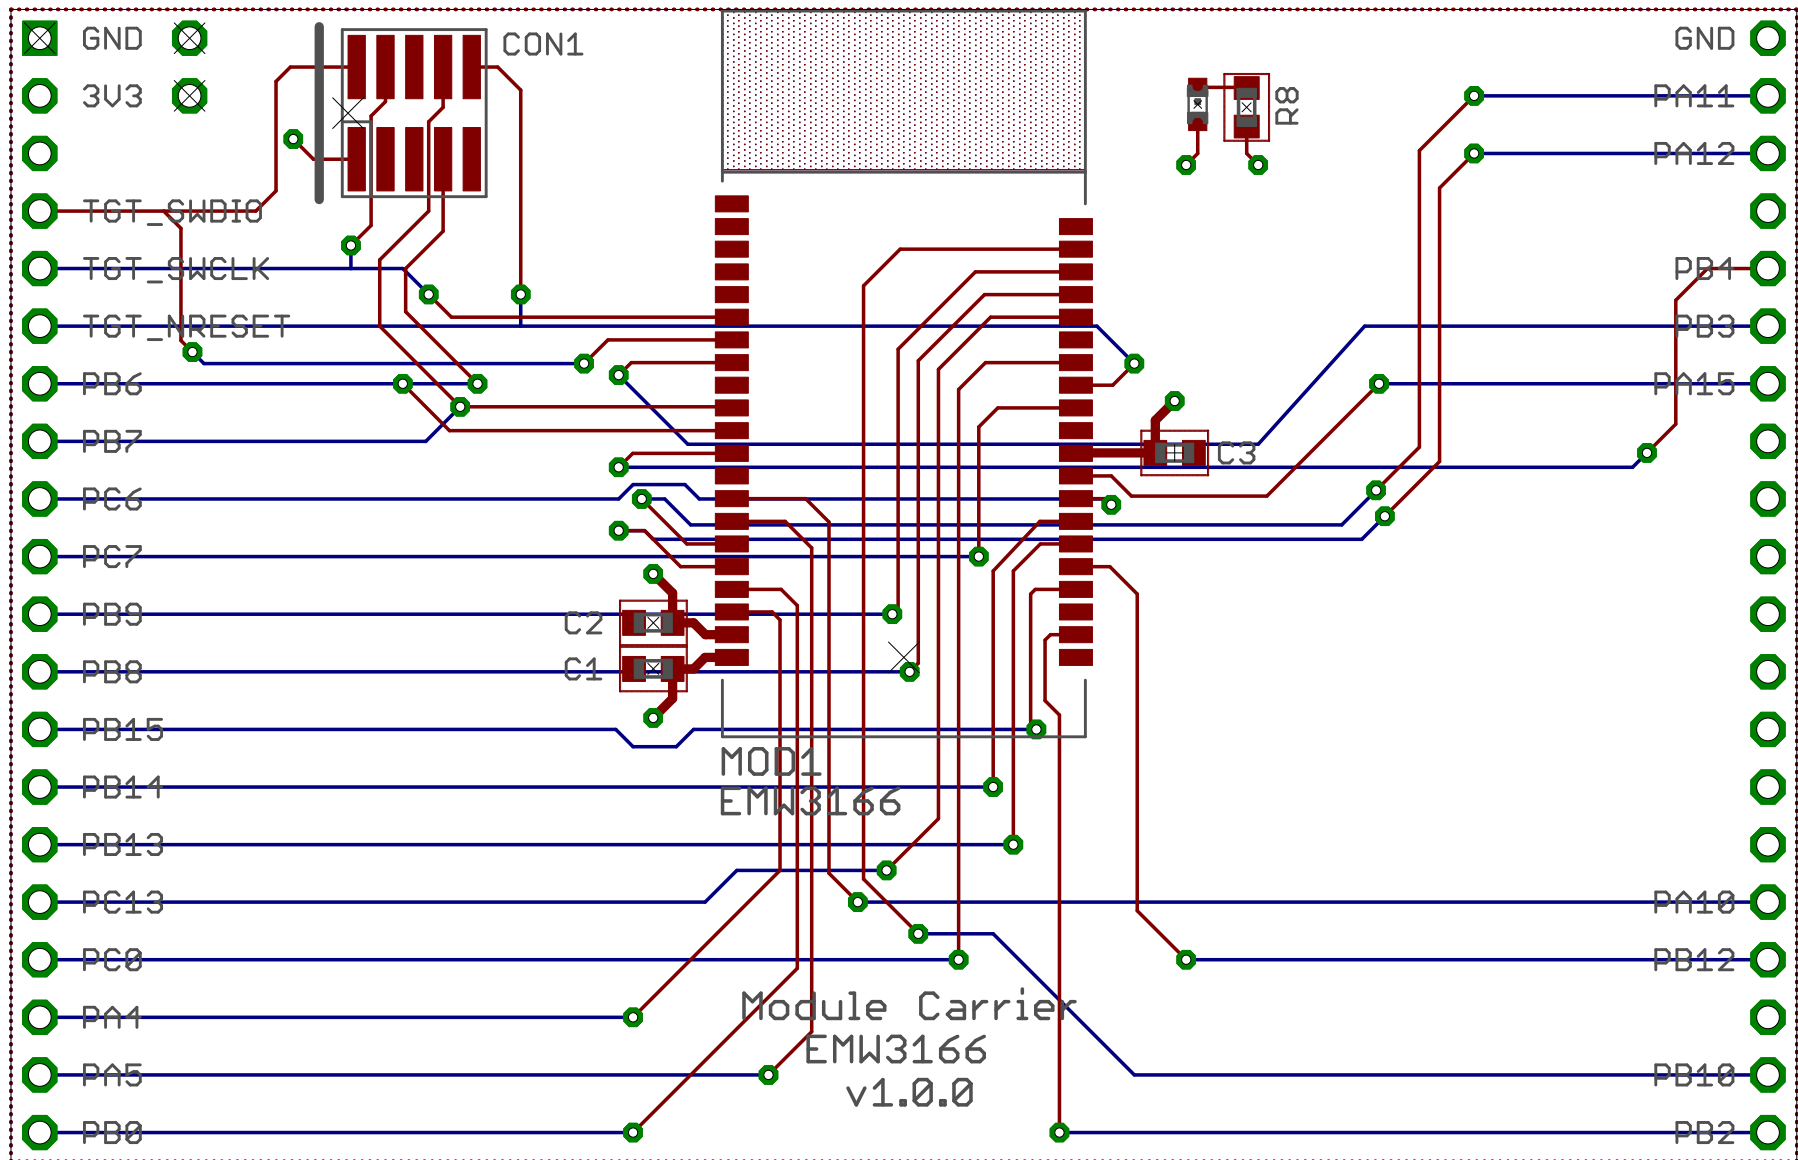 GND
3V3
TGT_SWDIO
TGT_SWCLK
TGT_NRESET
PB6
PB7
PC6
PC7
PB9
PB8
PB15
PB14
PB13
PC13
PC0
PA4
PA5
PB0
CON1
C2
C1
MOD1
EMW3166
Module Carrier
EMW3166
v1.0.0
R8
C3
GND
PA11
PA12
PB4
PB3
PA15
PA10
PB12
PB10
PB2